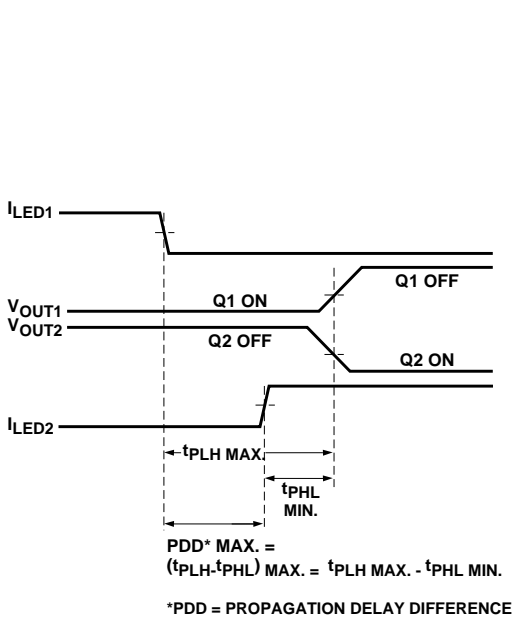 ILED1
Q1 OFF
VOUT1
Q1 ON
VOUT2
Q2 OFF
Q2 ON
ILED2
tPLH MAX.
tPHL
MIN.
PDD* MAX. =
(tPLH-tPHL) MAX. = tPLH MAX. - tPHL MIN.
*PDD = PROPAGATION DELAY DIFFERENCE